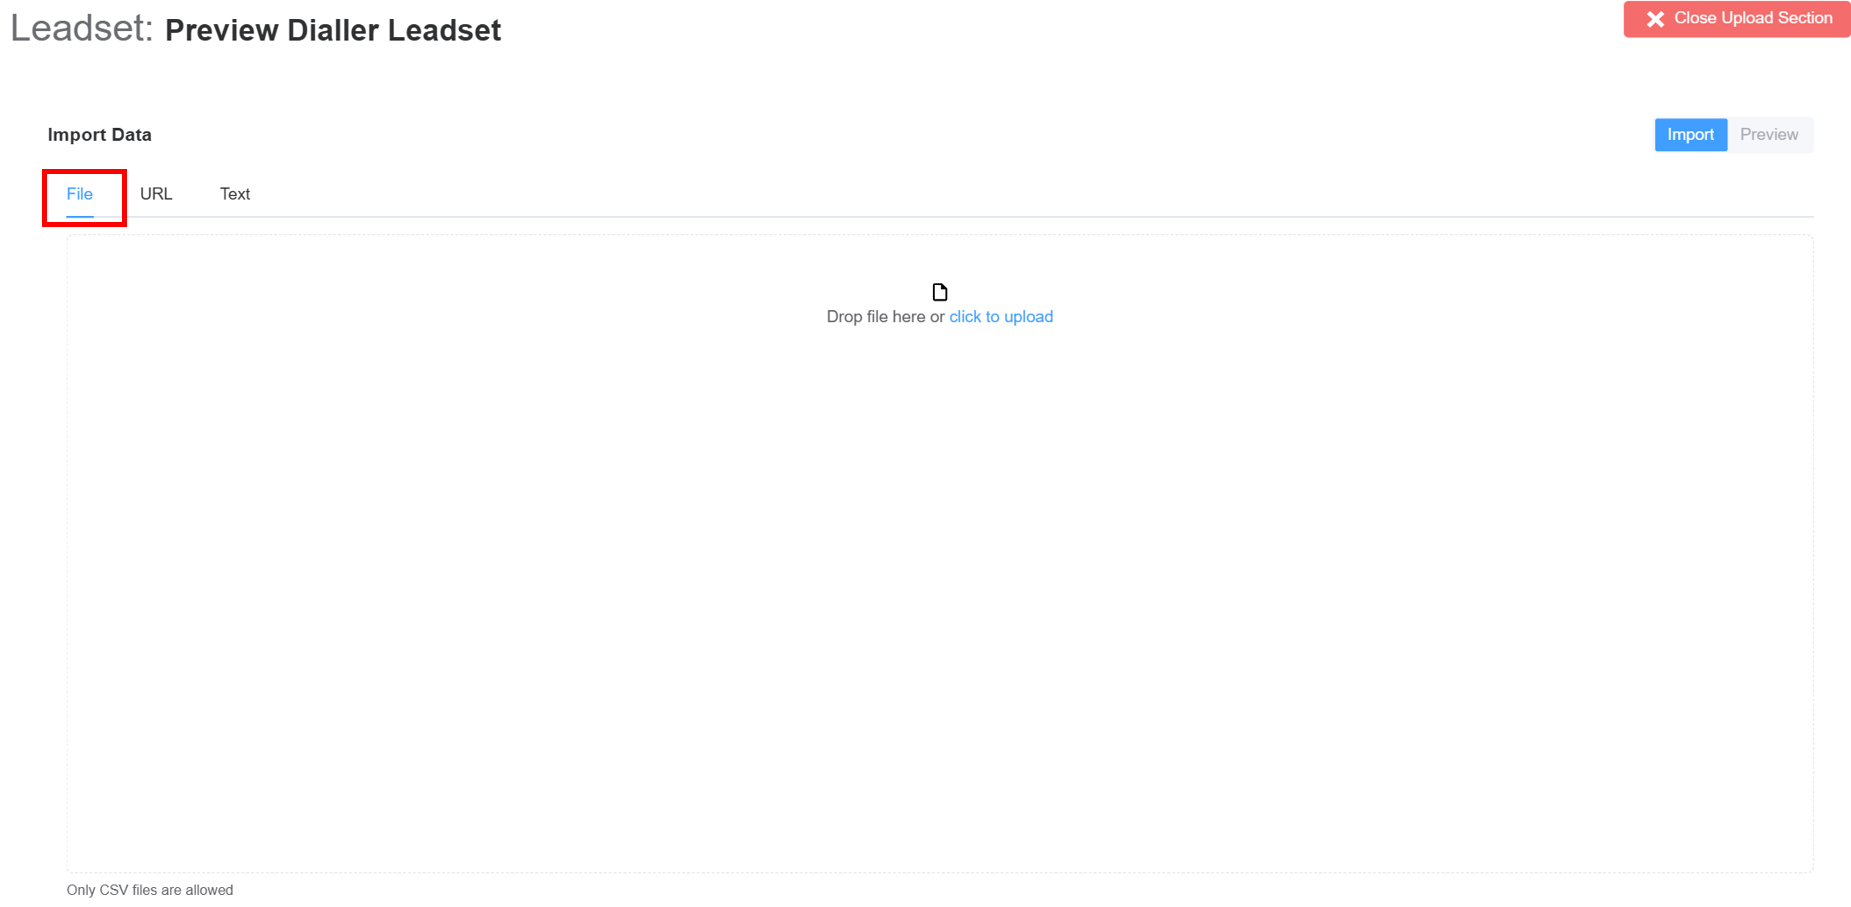 Leadset: Preview Dialler Leadset
Close Upload Section
Import Data
Import Preview
File URL Text
Drop file here or click to upload
Only CSV files are allowed